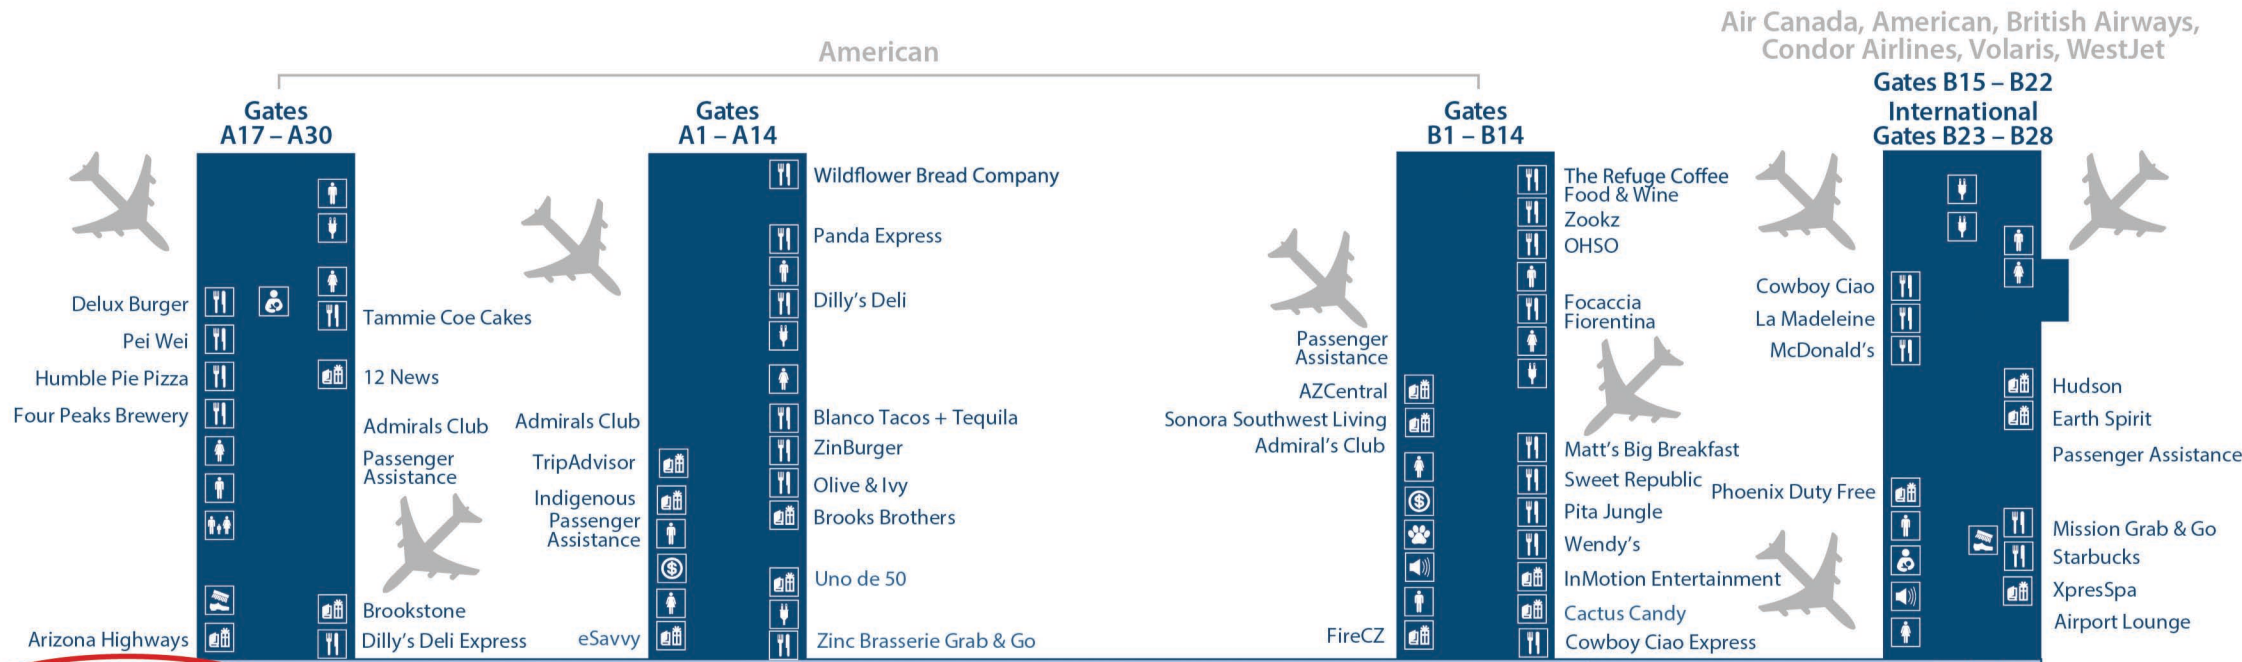 Air Canada, American, British Airways,
Condor Airlines, Volaris, WestJet
American
Gates
A17 – A30
Delux Burger
Pei Wei
Humble Pie Pizza
Four Peaks Brewery
Arizona Highways
Tammie Coe Cakes
12 News
Admirals Club
Passenger
Assistance
Brookstone
Dilly’s Deli Express
Gates
A1 – A14
Admirals Club
TripAdvisor
Indigenous
Passenger
Assistance
eSavvy
Wildflower Bread Company
Panda Express
Dilly’s Deli
Blanco Tacos + Tequila
ZinBurger
Olive & Ivy
Brooks Brothers
Uno de 50
Zinc Brasserie Grab & Go
Gates
B1 – B14
Passenger
Assistance
AZCentral
Sonora Southwest Living
Admiral’s Club
FireCZ
The Refuge Coffee
Food & Wine
Zookz
OHSO
Focaccia
Fiorentina
Matt’s Big Breakfast
Sweet Republic
Pita Jungle
Wendy’s
InMotion Entertainment
Cactus Candy
Cowboy Ciao Express
Gates B15 – B22
International
Gates B23 – B28
Cowboy Ciao
La Madeleine
McDonald’s
Phoenix Duty Free
Hudson
Earth Spirit
Passenger Assistance
Mission Grab & Go
Starbucks
XpresSpa
Airport Lounge